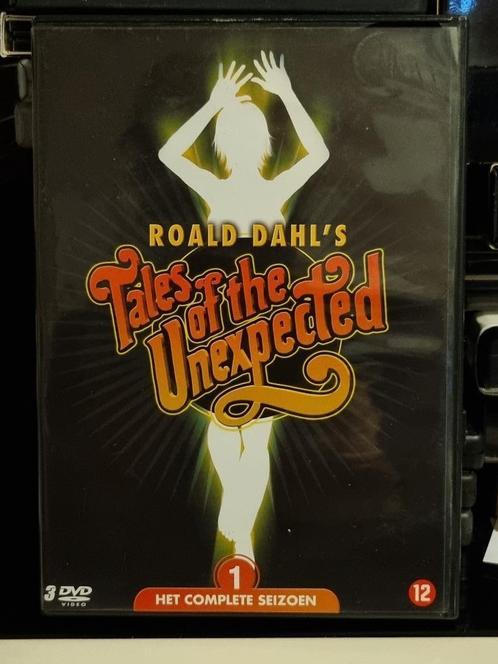 ROALD DAHL'S
Tales of the
Unexpected
1
3 DVD
VIDEO
HET COMPLETE SEIZOEN
12